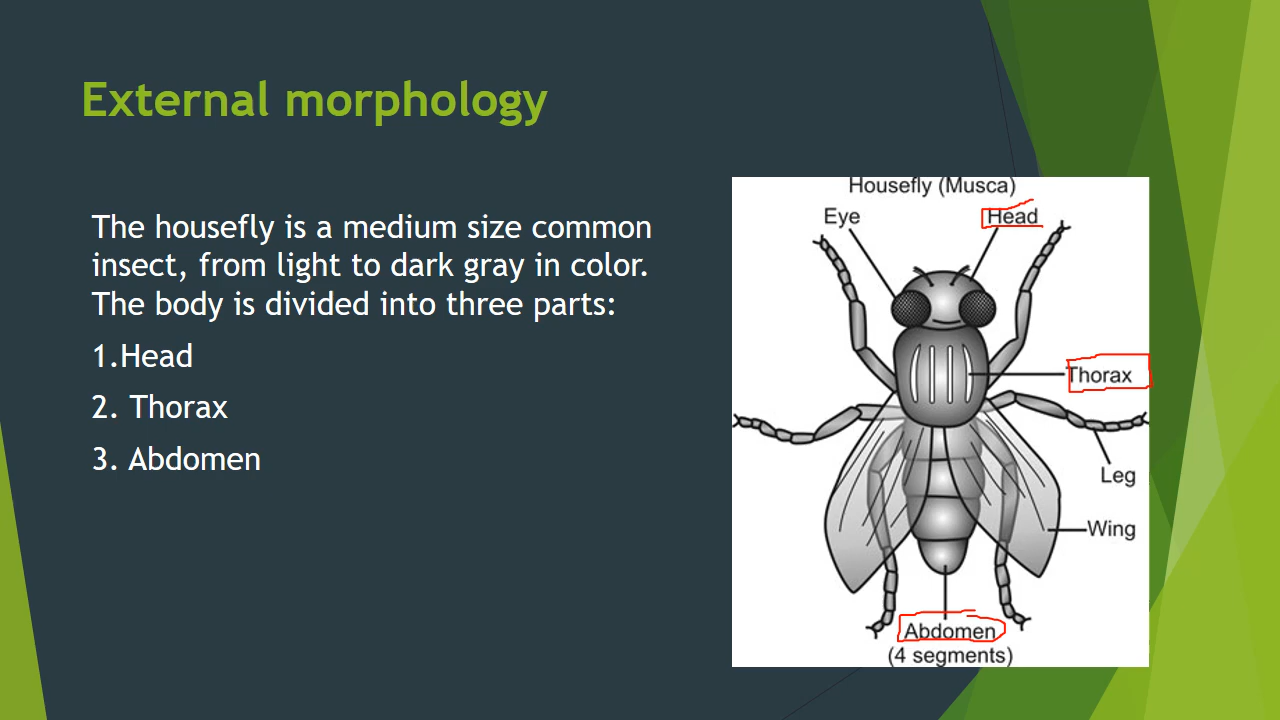 External morphology
The housefly is a medium size common
insect, from light to dark gray in color.
The body is divided into three parts:
1.Head
2. Thorax
3. Abdomen
Housefly (Musca)
Eye
Head
Thorax
Leg
Wing
Abdomen
(4 segments)